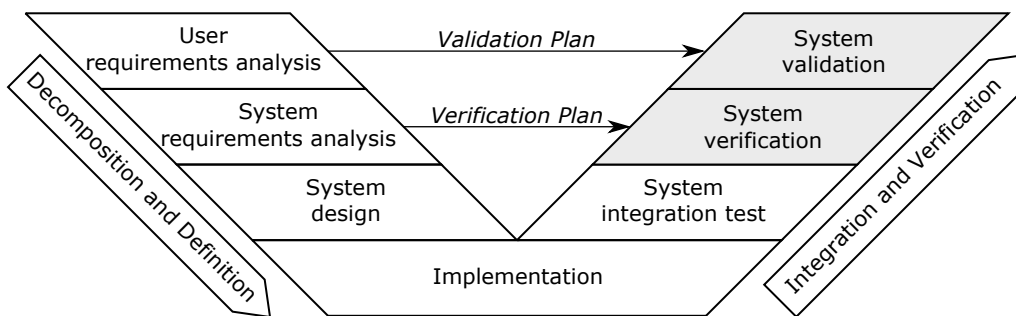 User
requirements analysis
Validation Plan
System
validation
System
requirements analysis
Verification Plan
System
verification
System
design
System
integration test
Implementation
Decomposition and Definition
Integration and Verification